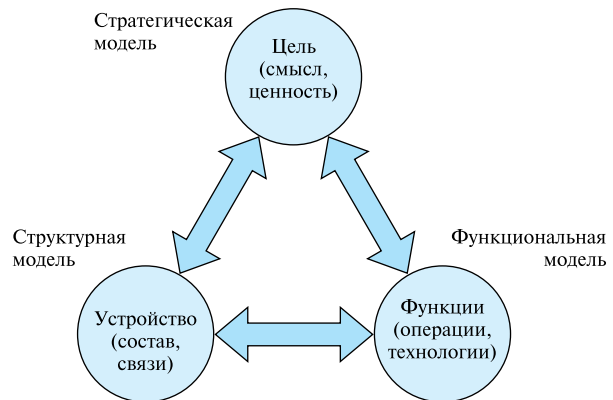 Стратегическая
модель
Цель
(смысл,
ценность)
Структурная
модель
Функциональная
модель
Устройство
(состав,
связи)
Функции
(операции,
технологии)